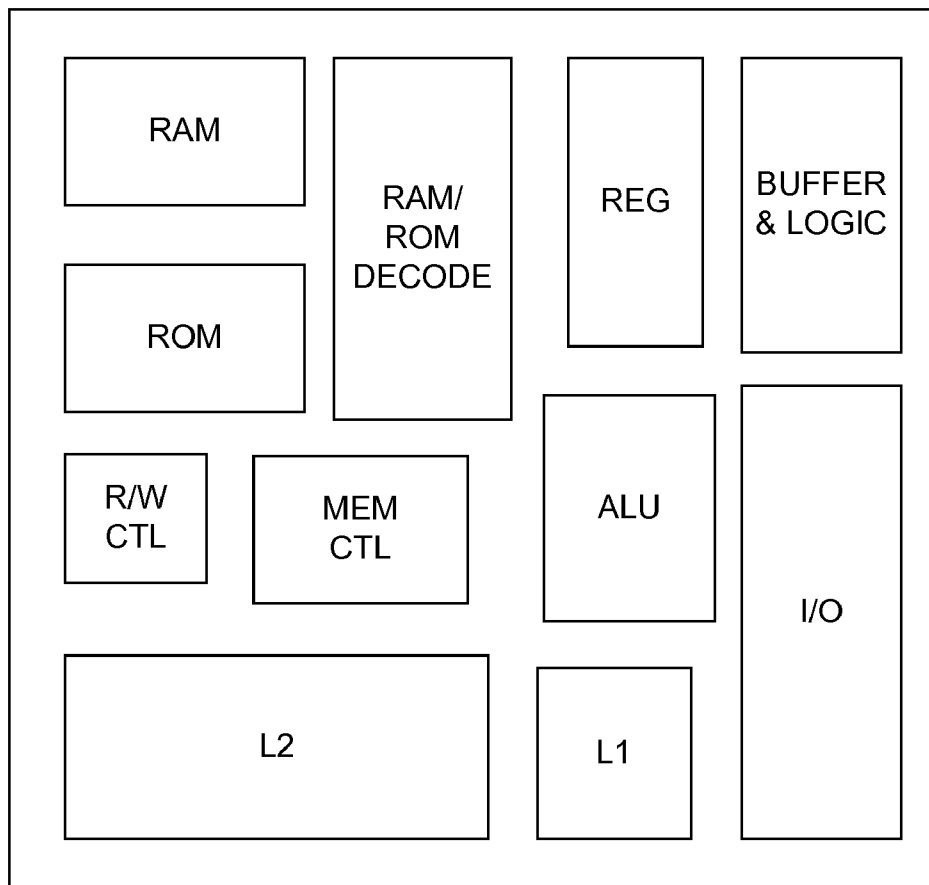 RAM
RAM/
ROM
DECODE
REG
BUFFER
& LOGIC
ROM
R/W
CTL
MEM
CTL
ALU
I/O
L2
L1